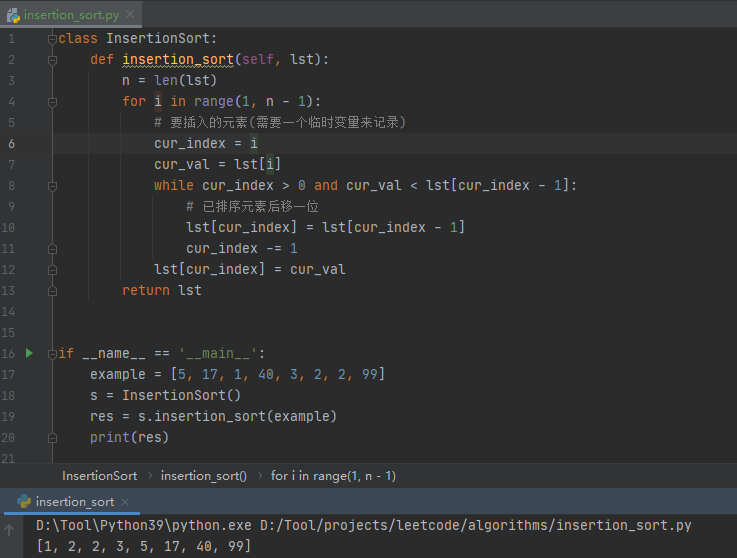 insertion_sort.py
1 class InsertionSort:
2 def insertion_sort(self, lst):
3 n = len(lst)
4 for i in range(1, n - 1):
5 # 要插入的元素(需要一个临时变量来记录)
6 cur_index = i
7 cur_val = lst[i]
8 while cur_index > 0 and cur_val < lst[cur_index - 1]:
9 # 已排序元素后移一位
10 lst[cur_index] = lst[cur_index - 1]
11 cur_index -= 1
12 lst[cur_index] = cur_val
13 return lst
14
15
16 if __name__ == '__main__':
17 example = [5, 17, 1, 40, 3, 2, 2, 99]
18 s = InsertionSort()
19 res = s.insertion_sort(example)
20 print(res)
21
InsertionSort › insertion_sort() › for i in range(1, n - 1)
insertion_sort
D:\Tool\Python39\python.exe D:/Tool/projects/leetcode/algorithms/insertion_sort.py
[1, 2, 2, 3, 5, 17, 40, 99]